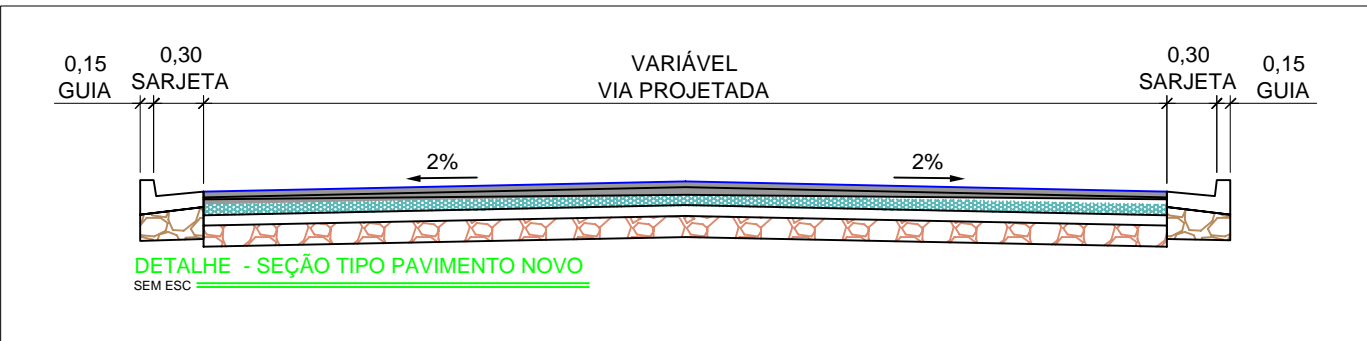 0,15
GUIA
0,30
SARJETA
VARIÁVEL
VIA PROJETADA
0,30
SARJETA
0,15
GUIA
2%
2%
DETALHE - SEÇÃO TIPO PAVIMENTO NOVO
SEM ESC